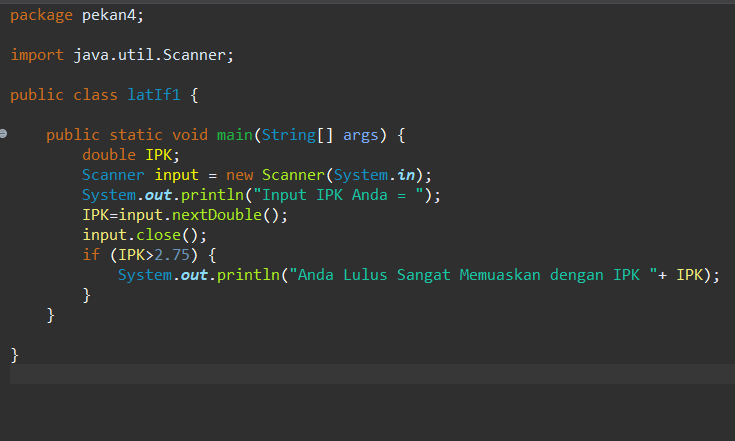 package pekan4;
import java.util.Scanner;
public class latIf1 {
public static void main(String[] args) {
double IPK;
Scanner input = new Scanner(System.in);
System.out.println("Input IPK Anda = ");
IPK=input.nextDouble();
input.close();
if (IPK>2.75) {
System.out.println("Anda Lulus Sangat Memuaskan dengan IPK "+ IPK);
}
}
}